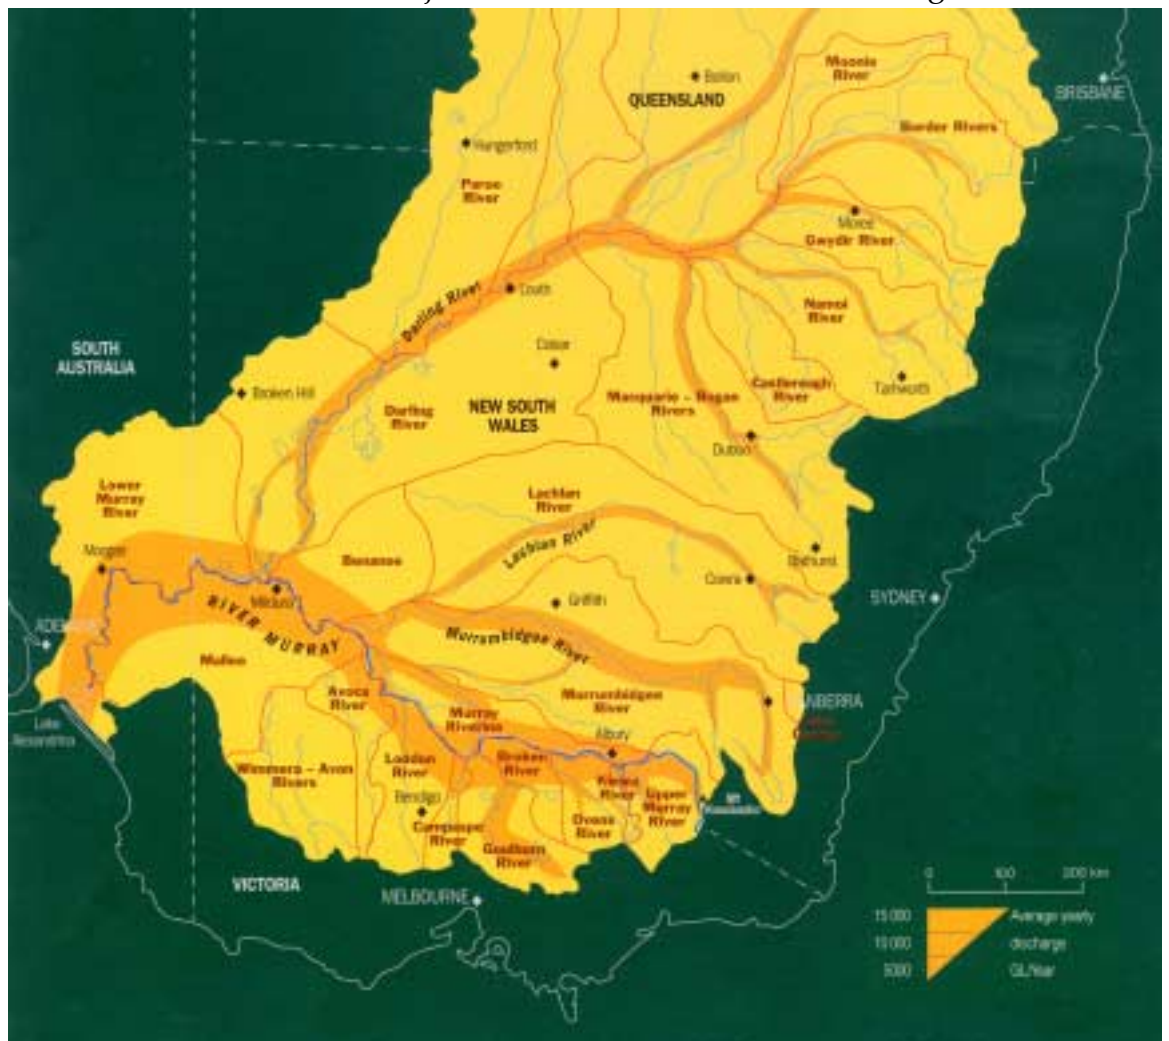 Moonie
River
Bollon
QUEENSLAND
BRISBANE
Border Rivers
Hungerford
Paroo
River
Moree
Gwydir River
Darling River
Louth
Namoi
River
SOUTH
AUSTRALIA
Cobar
Broken Hill
Tamworth
Castlereagh
River
Macquarie – Bogan
Rivers
NEW SOUTH
WALES
Darling
River
Dubbo
Lower
Murray
River
Lachlan
River
Lachlan River
Morgan
Benanee
Bathurst
Cowra
Griffith
SYDNEY
Mildura
RIVER MURRAY
Murrumbidgee River
Mallee
Murrumbidgee
River
Avoca
River
Murray
Riverina
Albury
Lake
Wimmera – Avon
Rivers
Loddon
River
Broken
River
Kiewa
River
Upper
Murray
River
Bendigo
Campaspe
River
Ovens
River
Goulburn
River
VICTORIA
MELBOURNE
0 100 200 km
15 000 Average yearly
10 000 discharge
5000 GL/Year